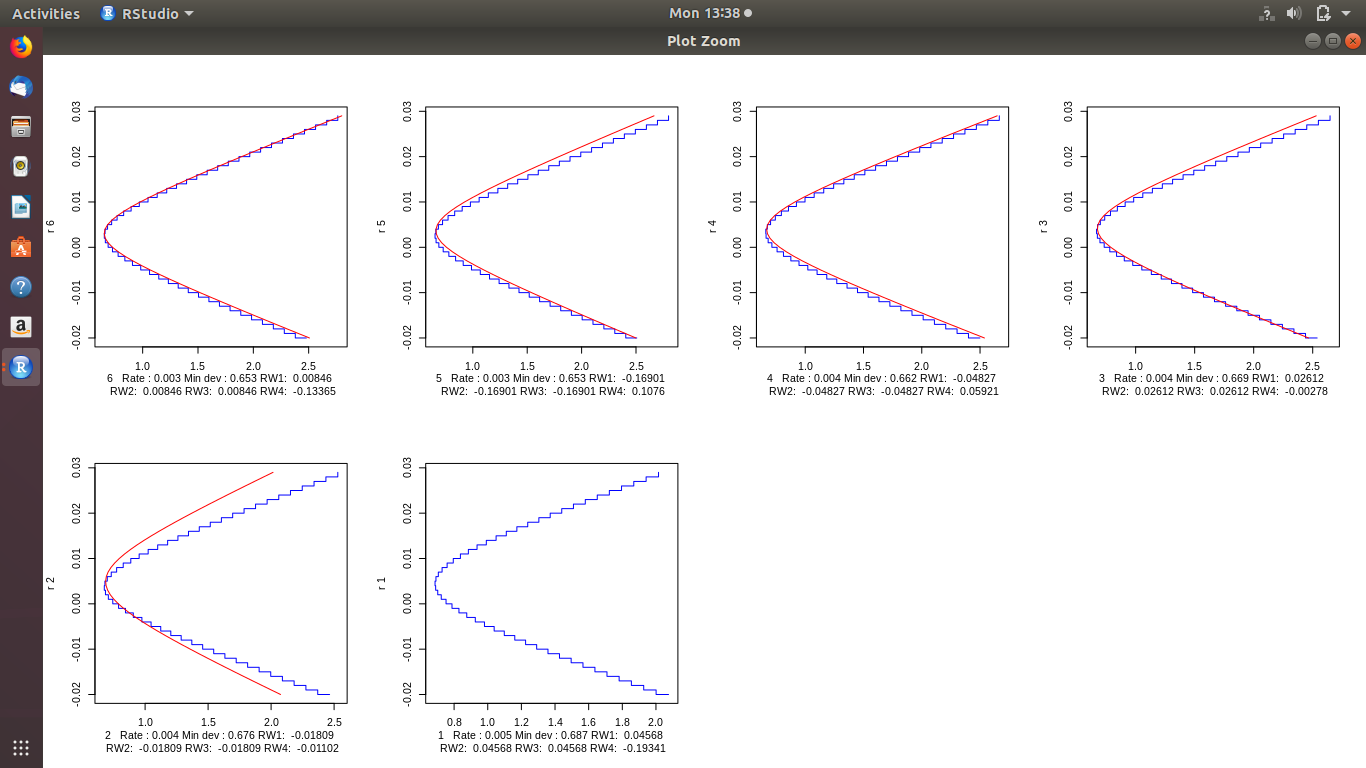 Activities RStudio Mon 13:38
Plot Zoom
r 6
0.03
0.02
0.01
0.00
-0.01
-0.02
1.0 1.5 2.0 2.5
6 Rate : 0.003 Min dev : 0.653 RW1: 0.00846
RW2: 0.00846 RW3: 0.00846 RW4: -0.13365
r 5
0.03
0.02
0.01
0.00
-0.01
-0.02
1.0 1.5 2.0 2.5
5 Rate : 0.003 Min dev : 0.653 RW1: -0.16901
RW2: -0.16901 RW3: -0.16901 RW4: 0.1076
r 4
0.03
0.02
0.01
0.00
-0.01
-0.02
1.0 1.5 2.0 2.5
4 Rate : 0.004 Min dev : 0.662 RW1: -0.04827
RW2: -0.04827 RW3: -0.04827 RW4: 0.05921
r 3
0.03
0.02
0.01
0.00
-0.01
-0.02
1.0 1.5 2.0 2.5
3 Rate : 0.004 Min dev : 0.669 RW1: 0.02612
RW2: 0.02612 RW3: 0.02612 RW4: -0.00278
r 2
0.03
0.02
0.01
0.00
-0.01
-0.02
1.0 1.5 2.0 2.5
2 Rate : 0.004 Min dev : 0.676 RW1: -0.01809
RW2: -0.01809 RW3: -0.01809 RW4: -0.01102
r 1
0.03
0.02
0.01
0.00
-0.01
-0.02
0.8 1.0 1.2 1.4 1.6 1.8 2.0
1 Rate : 0.005 Min dev : 0.687 RW1: 0.04568
RW2: 0.04568 RW3: 0.04568 RW4: -0.19341